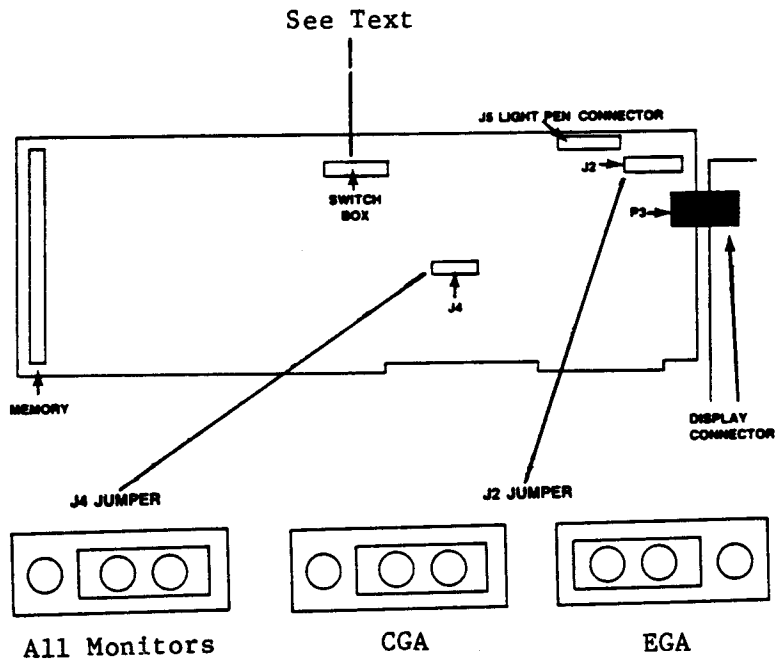 See Text
J5 LIGHT PEN CONNECTOR
J2
SWITCH
BOX
P3
J4
MEMORY
DISPLAY
CONNECTOR
J4 JUMPER
J2 JUMPER
All Monitors
CGA
EGA